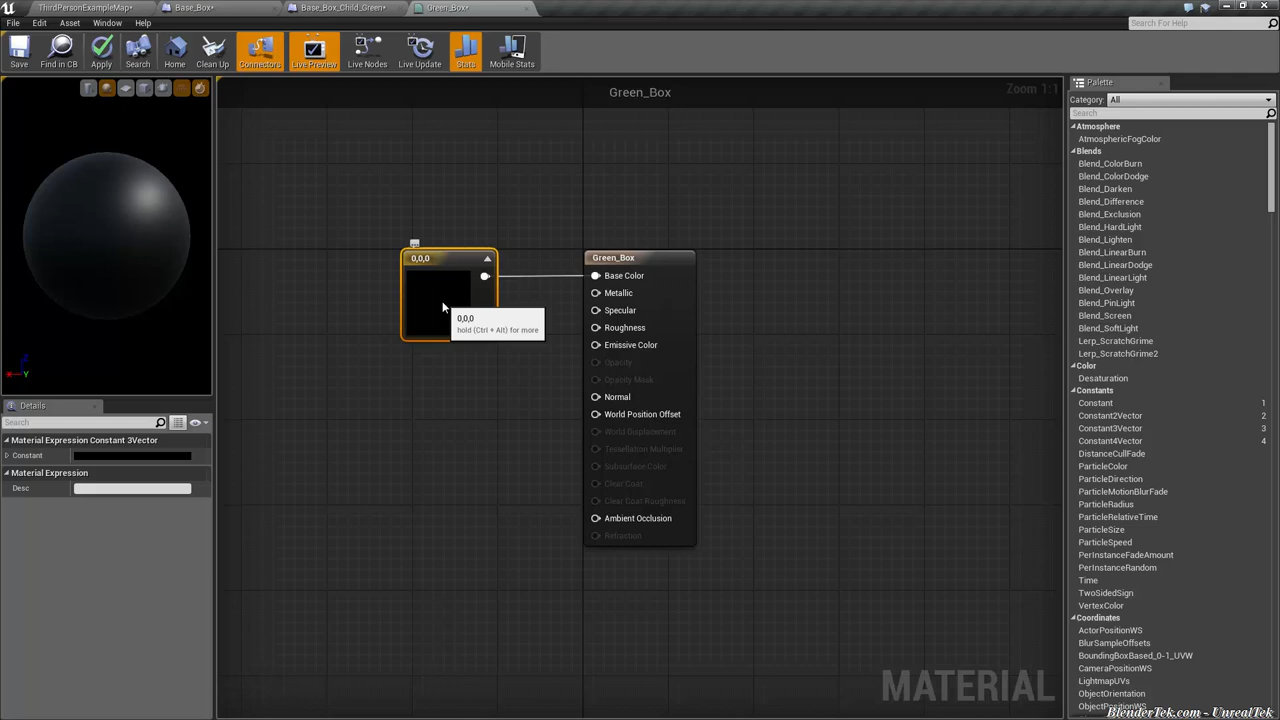 ThirdPersonExampleMap*
Base_Box*
Base_Box_Child_Green*
Green_Box*
File Edit Asset Window Help
Search For Help
Save Find in CB Apply Search Home Clean Up Connectors Live Preview Live Nodes Live Update Stats Mobile Stats
Green_Box
Zoom 1:1
Palette
Category: All
Search
Atmosphere
AtmosphericFogColor
Blends
Blend_ColorBurn
Blend_ColorDodge
Blend_Darken
Blend_Difference
Blend_Exclusion
Blend_HardLight
Blend_Lighten
Blend_LinearBurn
Blend_LinearDodge
Blend_LinearLight
Blend_Overlay
Blend_PinLight
Blend_Screen
Blend_SoftLight
Lerp_ScratchGrime
Lerp_ScratchGrime2
Color
Desaturation
Constants
Constant 1
Constant2Vector 2
Constant3Vector 3
Constant4Vector 4
DistanceCullFade
ParticleColor
ParticleDirection
ParticleMotionBlurFade
ParticleRadius
ParticleRelativeTime
ParticleSize
ParticleSpeed
PerInstanceFadeAmount
PerInstanceRandom
Time
TwoSidedSign
VertexColor
Coordinates
ActorPositionWS
BlurSampleOffsets
BoundingBoxBased_0-1_UVW
CameraPositionWS
LightmapUVs
ObjectOrientation
ObjectPositionWS
0,0,0
0,0,0
hold (Ctrl + Alt) for more
Green_Box
Base Color
Metallic
Specular
Roughness
Emissive Color
Opacity
Opacity Mask
Normal
World Position Offset
World Displacement
Tessellation Multiplier
Subsurface Color
Clear Coat
Clear Coat Roughness
Ambient Occlusion
Refraction
Z
X Y
Details
Search
Material Expression Constant 3Vector
Constant
Material Expression
Desc
MATERIAL
BlenderTek.com - UnrealTek